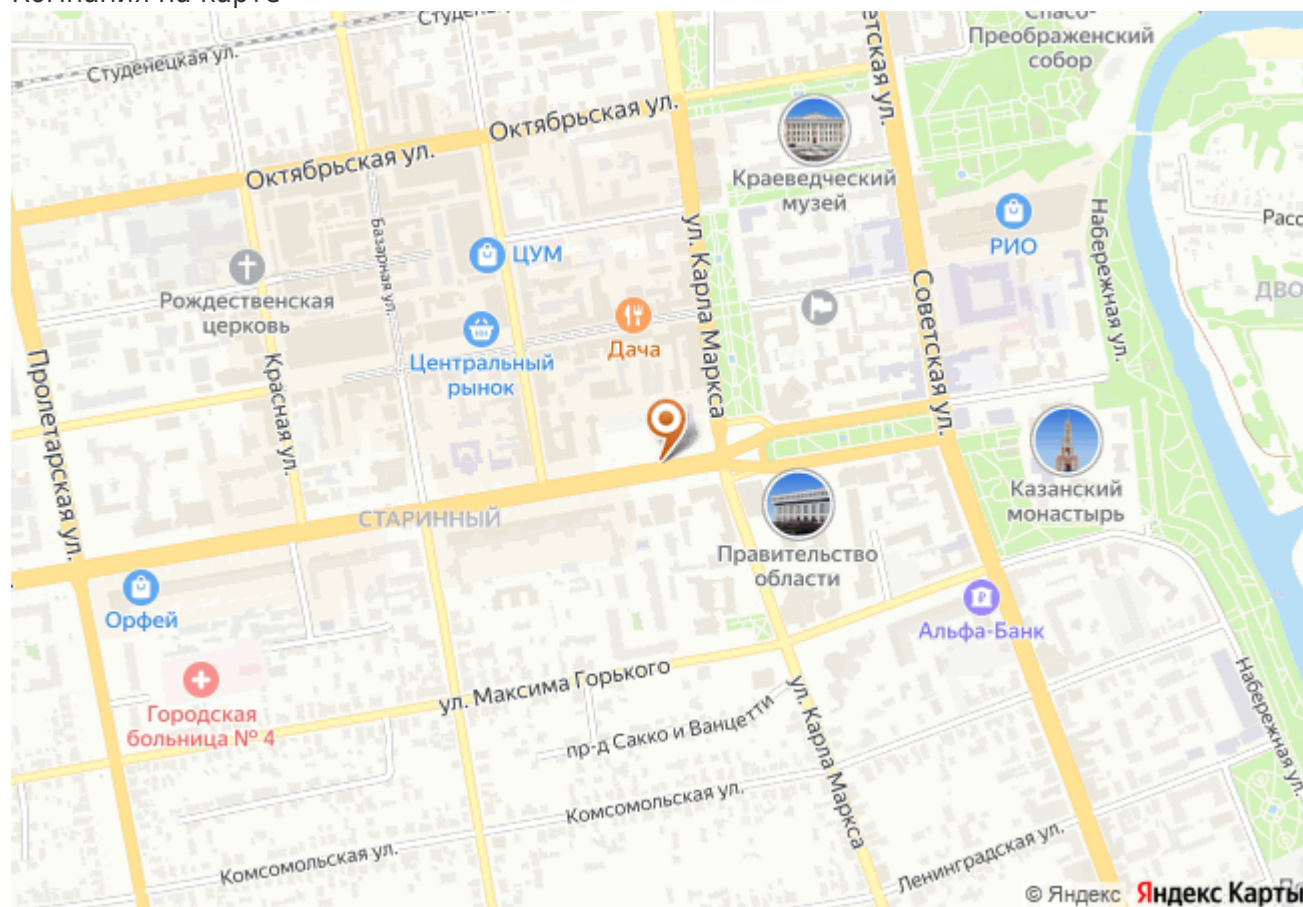 Компания на карте
Студенецкая ул.
Спасо-
Преображенский
собор
Октябрьская ул.
Октябрьская ул.
Краеведческий
музей
Базарная ул.
ул. Карла Маркса
Советская ул.
Набережная ул.
РИО
ЦУМ
Рождественская
церковь
Дача
Центральный
рынок
Пролетарская ул.
Красная ул.
СТАРИННЫЙ
Казанский
монастырь
Правительство
области
Орфей
Альфа-Банк
Городская
больница № 4
ул. Максима Горького
пр-д Сакко и Ванцетти
ул. Карла Маркса
Набережная ул.
Комсомольская ул.
Комсомольская ул.
Ленинградская ул.
© Яндекс Яндекс Карты